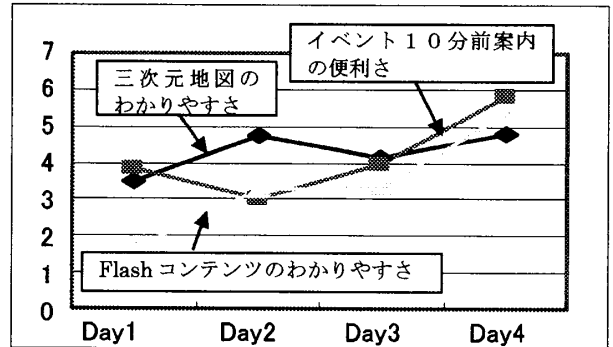 7
6
5
4
3
2
1
0
三次元地図の
わかりやすさ
イベント１０分前案内
の便利さ
Flash コンテンツのわかりやすさ
Day1 Day2 Day3 Day4